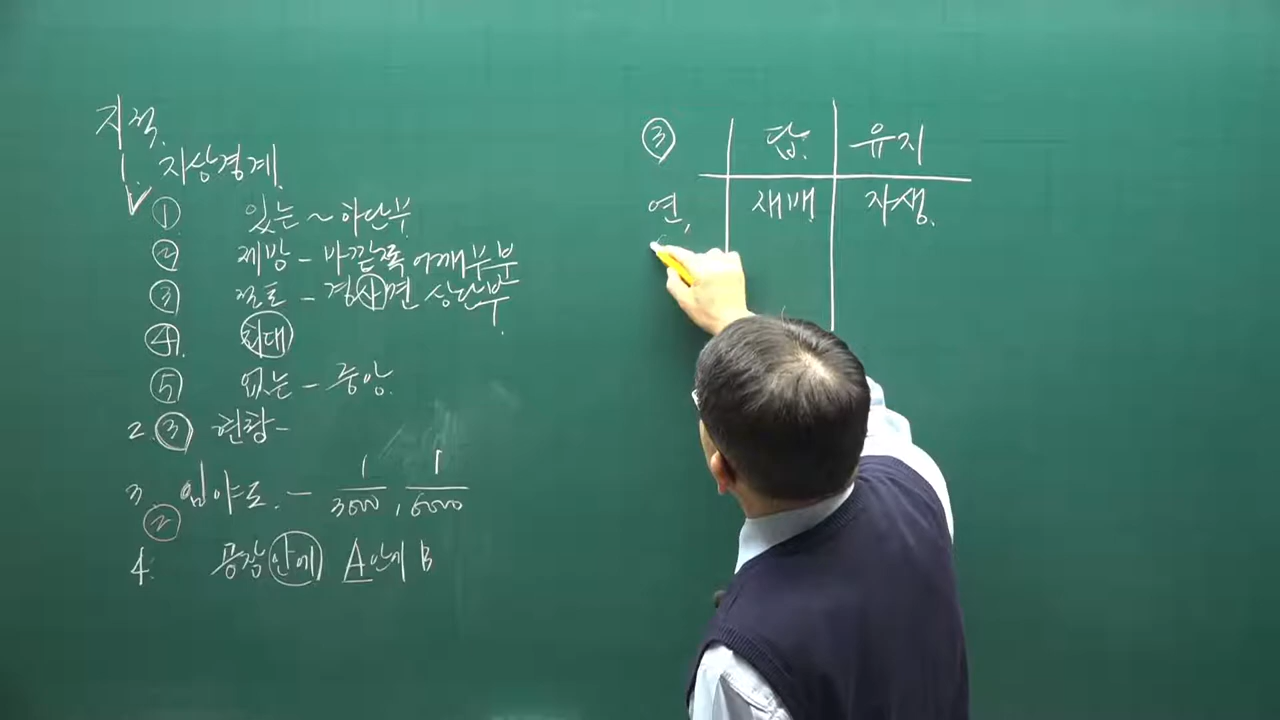 지적.
1. 지상경계
① 있는 ~ 하단부
② 제방 - 바깥쪽 어깨부분
③ 절토 - 경사면 상단부.
④. 최대
⑤ 없는 - 중앙.
2. ③ 현황 -
3. 임야도. - 1/3000, 1/6000
②
4. 공장안에 A안에 B
③ 답. 유지
연, 재배 자생.